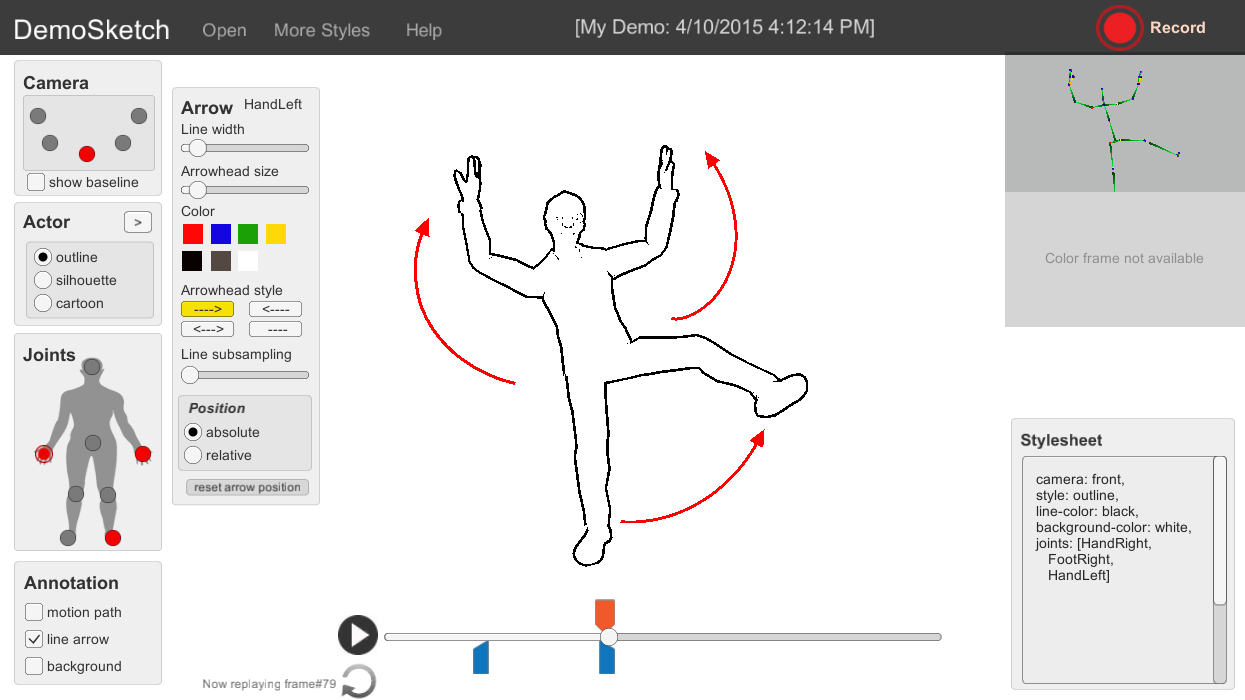 DemoSketch Open More Styles Help [My Demo: 4/10/2015 4:12:14 PM] Record
Camera
show baseline
Actor >
outline
silhouette
cartoon
Joints
Annotation
motion path
line arrow
background
Arrow HandLeft
Line width
Arrowhead size
Color
Arrowhead style
----> <----
<---> ----
Line subsampling
Position
absolute
relative
reset arrow position
Now replaying frame#79
Color frame not available
Stylesheet
camera: front,
style: outline,
line-color: black,
background-color: white,
joints: [HandRight,
FootRight,
HandLeft]